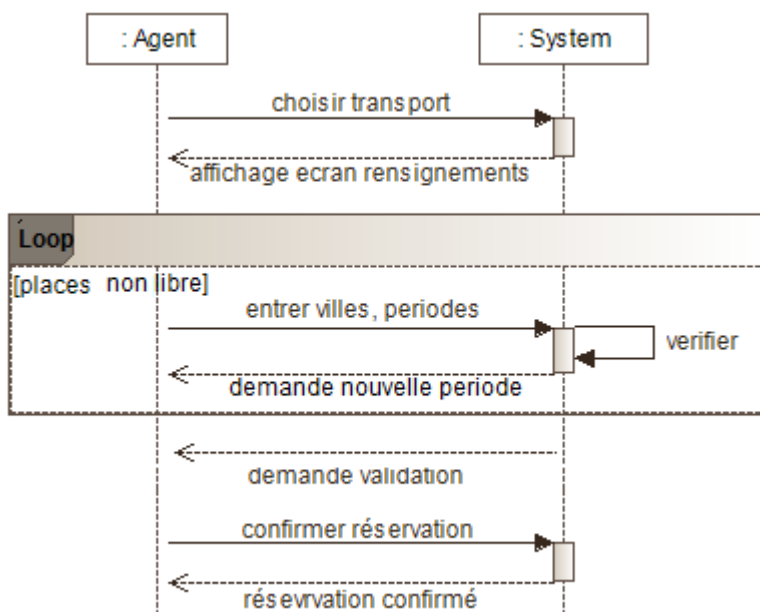 : Agent
: System
choisir transport
affichage ecran rensignements
Loop
[places non libre]
entrer villes, periodes
verifier
demande nouvelle periode
demande validation
confirmer réservation
résevrvation confirmé